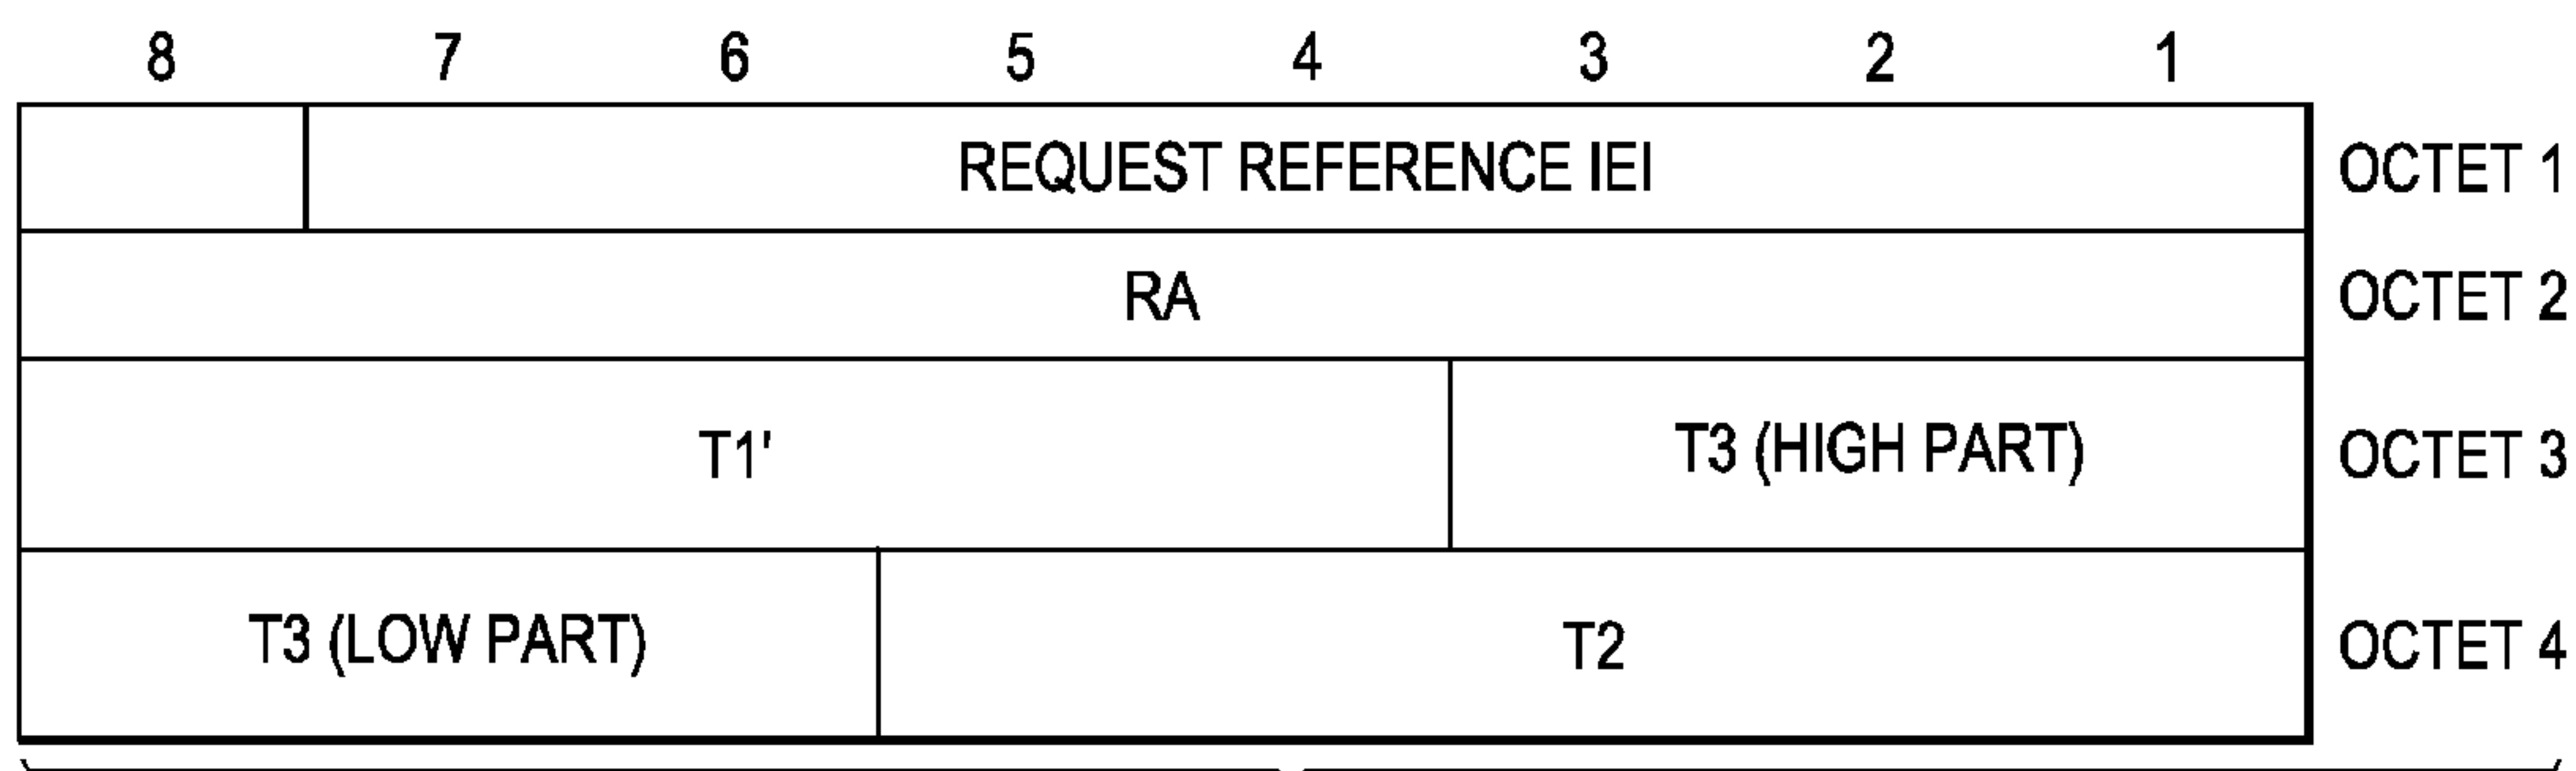 8 7 6 5 4 3 2 1
REQUEST REFERENCE IEI OCTET 1
RA OCTET 2
T1' T3 (HIGH PART) OCTET 3
T3 (LOW PART) T2 OCTET 4